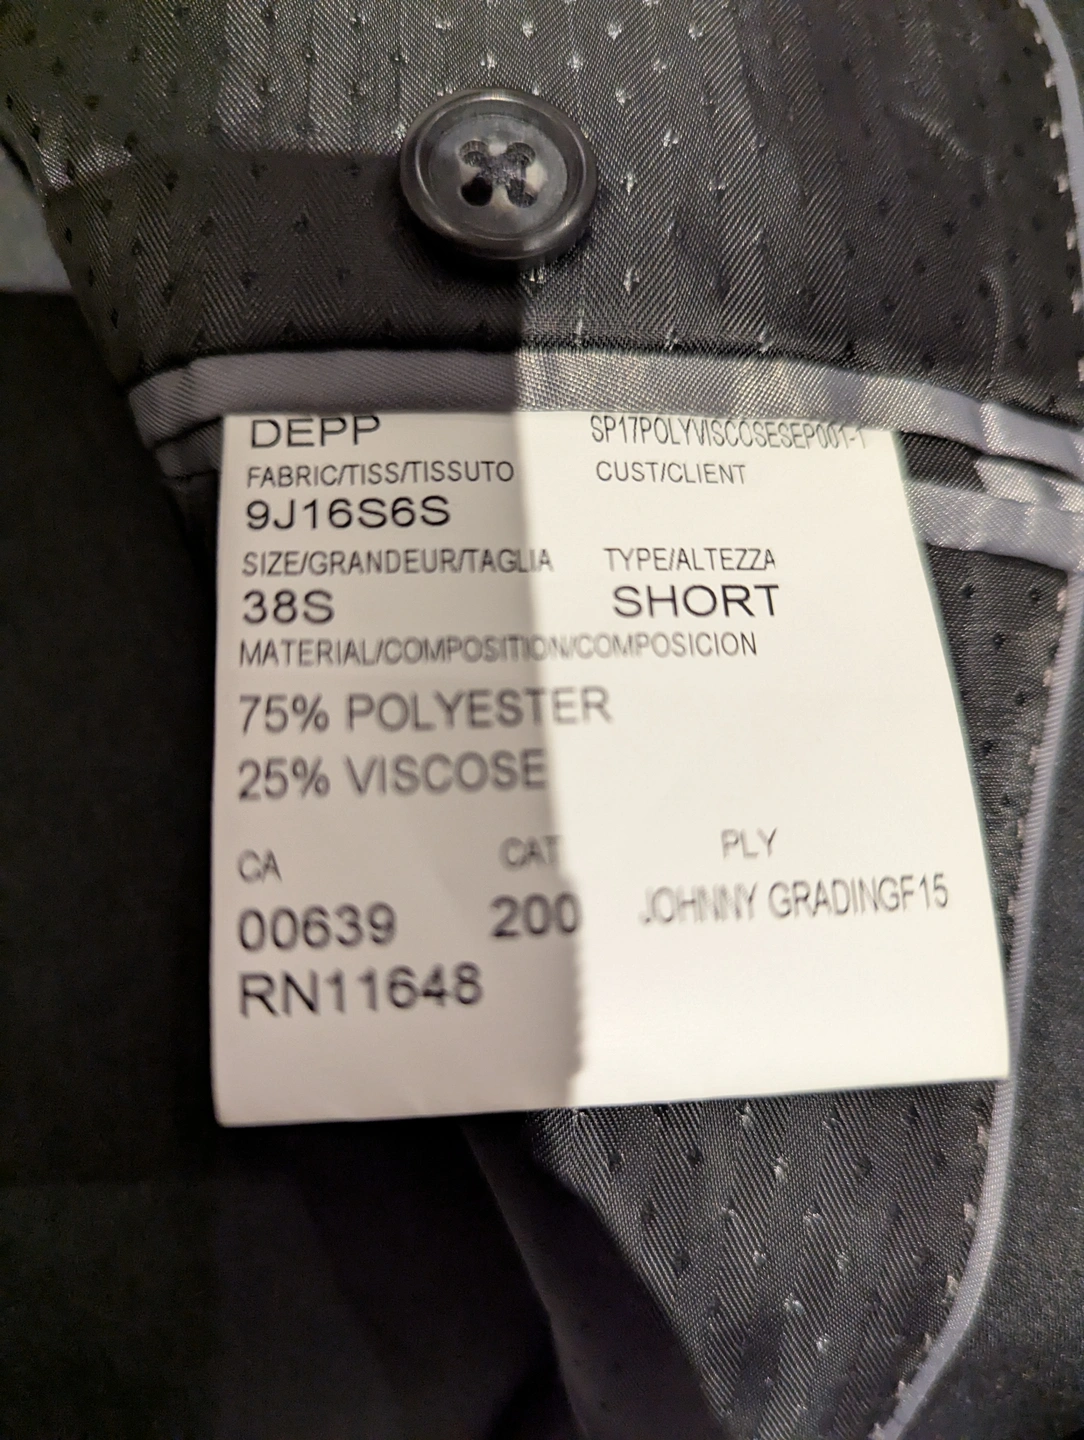 DEPP SP17POLYVISCOSESEP001-1
FABRIC/TISS/TISSUTO CUST/CLIENT
9J16S6S
SIZE/GRANDEUR/TAGLIA TYPE/ALTEZZA
38S SHORT
MATERIAL/COMPOSITION/COMPOSICION
75% POLYESTER
25% VISCOSE
CA CAT PLY
00639 200 JOHNNY GRADINGF15
RN11648